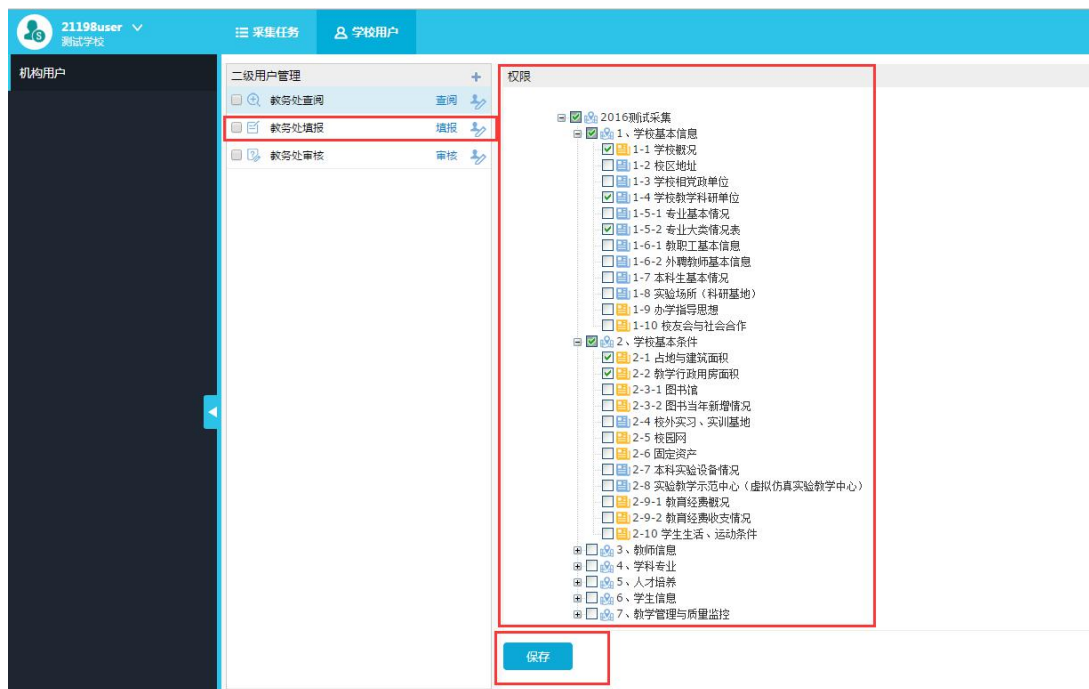 21198user
测试学校
采集任务
学校用户
机构用户
二级用户管理
+
教务处查阅 查阅
教务处填报 填报
教务处审核 审核
权限
2016测试采集
1、学校基本信息
1-1 学校概况
1-2 校区地址
1-3 学校相党政单位
1-4 学校教学科研单位
1-5-1 专业基本情况
1-5-2 专业大类情况表
1-6-1 教职工基本信息
1-6-2 外聘教师基本信息
1-7 本科生基本情况
1-8 实验场所（科研基地）
1-9 办学指导思想
1-10 校友会与社会合作
2、学校基本条件
2-1 占地与建筑面积
2-2 教学行政用房面积
2-3-1 图书馆
2-3-2 图书当年新增情况
2-4 校外实习、实训基地
2-5 校园网
2-6 固定资产
2-7 本科实验设备情况
2-8 实验教学示范中心（虚拟仿真实验教学中心）
2-9-1 教育经费概况
2-9-2 教育经费收支情况
2-10 学生生活、运动条件
3、教师信息
4、学科专业
5、人才培养
6、学生信息
7、教学管理与质量监控
保存